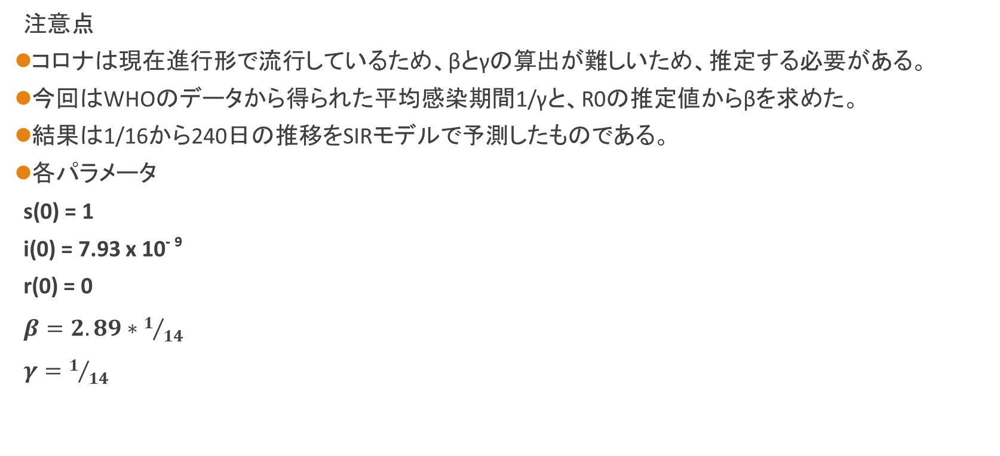 注意点
●コロナは現在進行形で流行しているため、βとγの算出が難しいため、推定する必要がある。
●今回はWHOのデータから得られた平均感染期間1/γと、R0の推定値からβを求めた。
●結果は1/16から240日の推移をSIRモデルで予測したものである。
●各パラメータ
s(0) = 1
i(0) = 7.93 x 10⁻ ⁹
r(0) = 0
β = 2.89 * 1/14
γ = 1/14